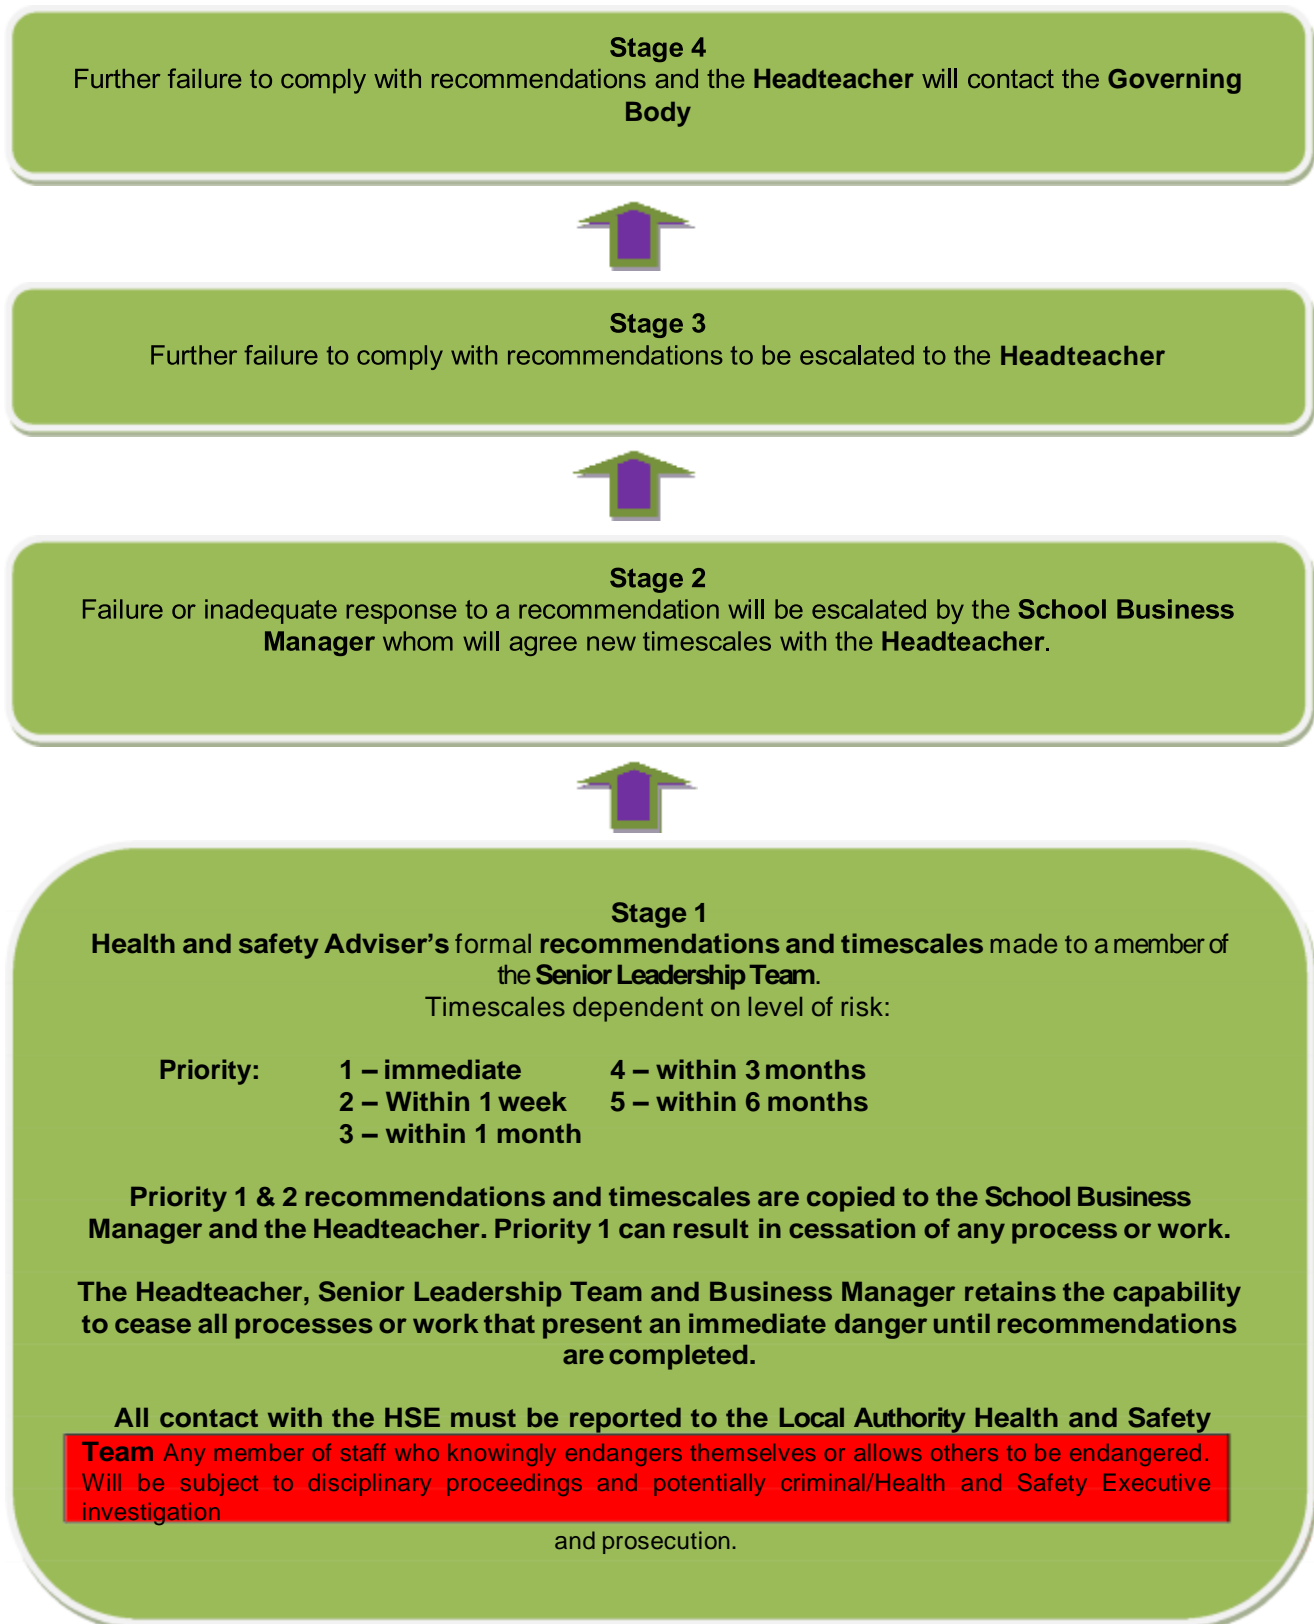 Stage 4
Further failure to comply with recommendations and the Headteacher will contact the Governing
Body
Stage 3
Further failure to comply with recommendations to be escalated to the Headteacher
Stage 2
Failure or inadequate response to a recommendation will be escalated by the School Business
Manager whom will agree new timescales with the Headteacher.
Stage 1
Health and safety Adviser’s formal recommendations and timescales made to a member of
the Senior Leadership Team.
Timescales dependent on level of risk:
Priority: 1 – immediate 4 – within 3 months
2 – Within 1 week 5 – within 6 months
3 – within 1 month
Priority 1 & 2 recommendations and timescales are copied to the School Business
Manager and the Headteacher. Priority 1 can result in cessation of any process or work.
The Headteacher, Senior Leadership Team and Business Manager retains the capability
to cease all processes or work that present an immediate danger until recommendations
are completed.
All contact with the HSE must be reported to the Local Authority Health and Safety
Team Any member of staff who knowingly endangers themselves or allows others to be endangered.
Will be subject to disciplinary proceedings and potentially criminal/Health and Safety Executive
investigation
and prosecution.